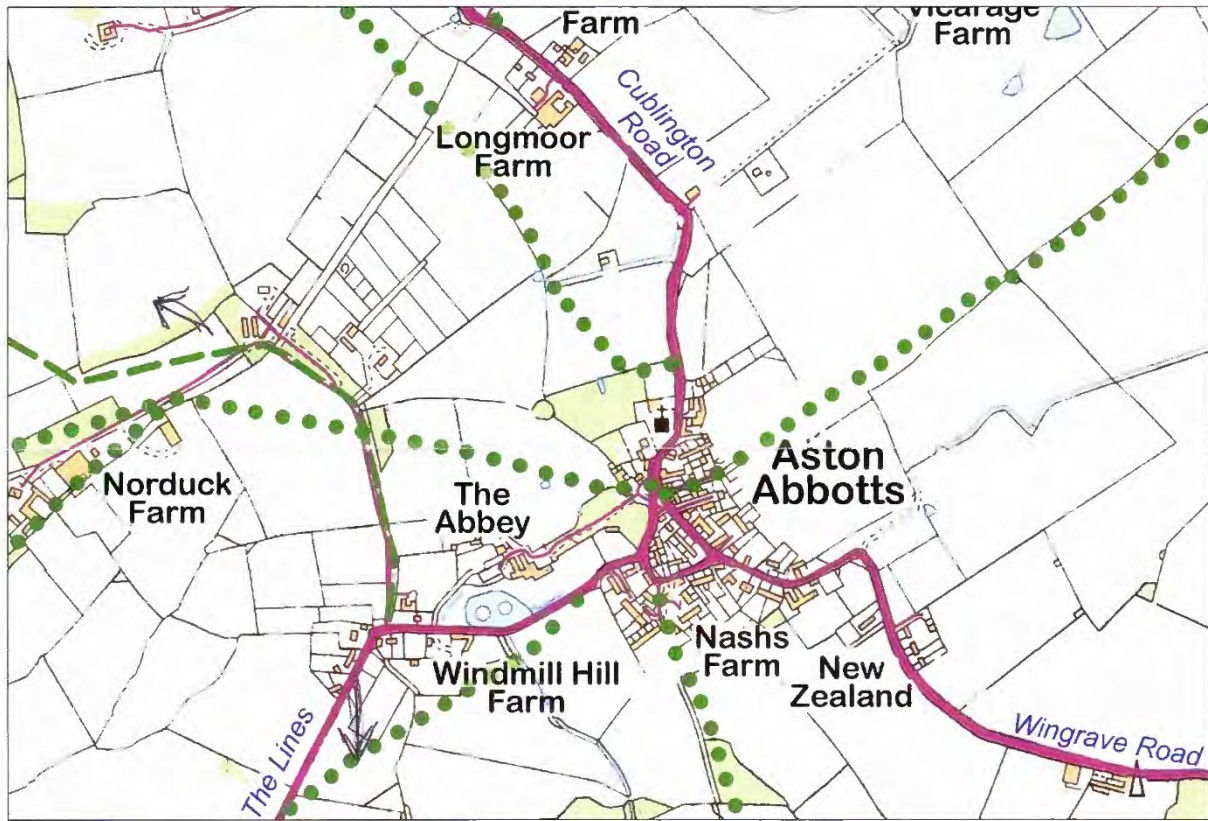 Farm
Vicarage
Farm
Cublington
Road
Longmoor
Farm
Aston
Abbotts
Norduck
Farm
The
Abbey
Nashs
Farm
New
Zealand
Windmill Hill
Farm
The Lines
Wingrave Road